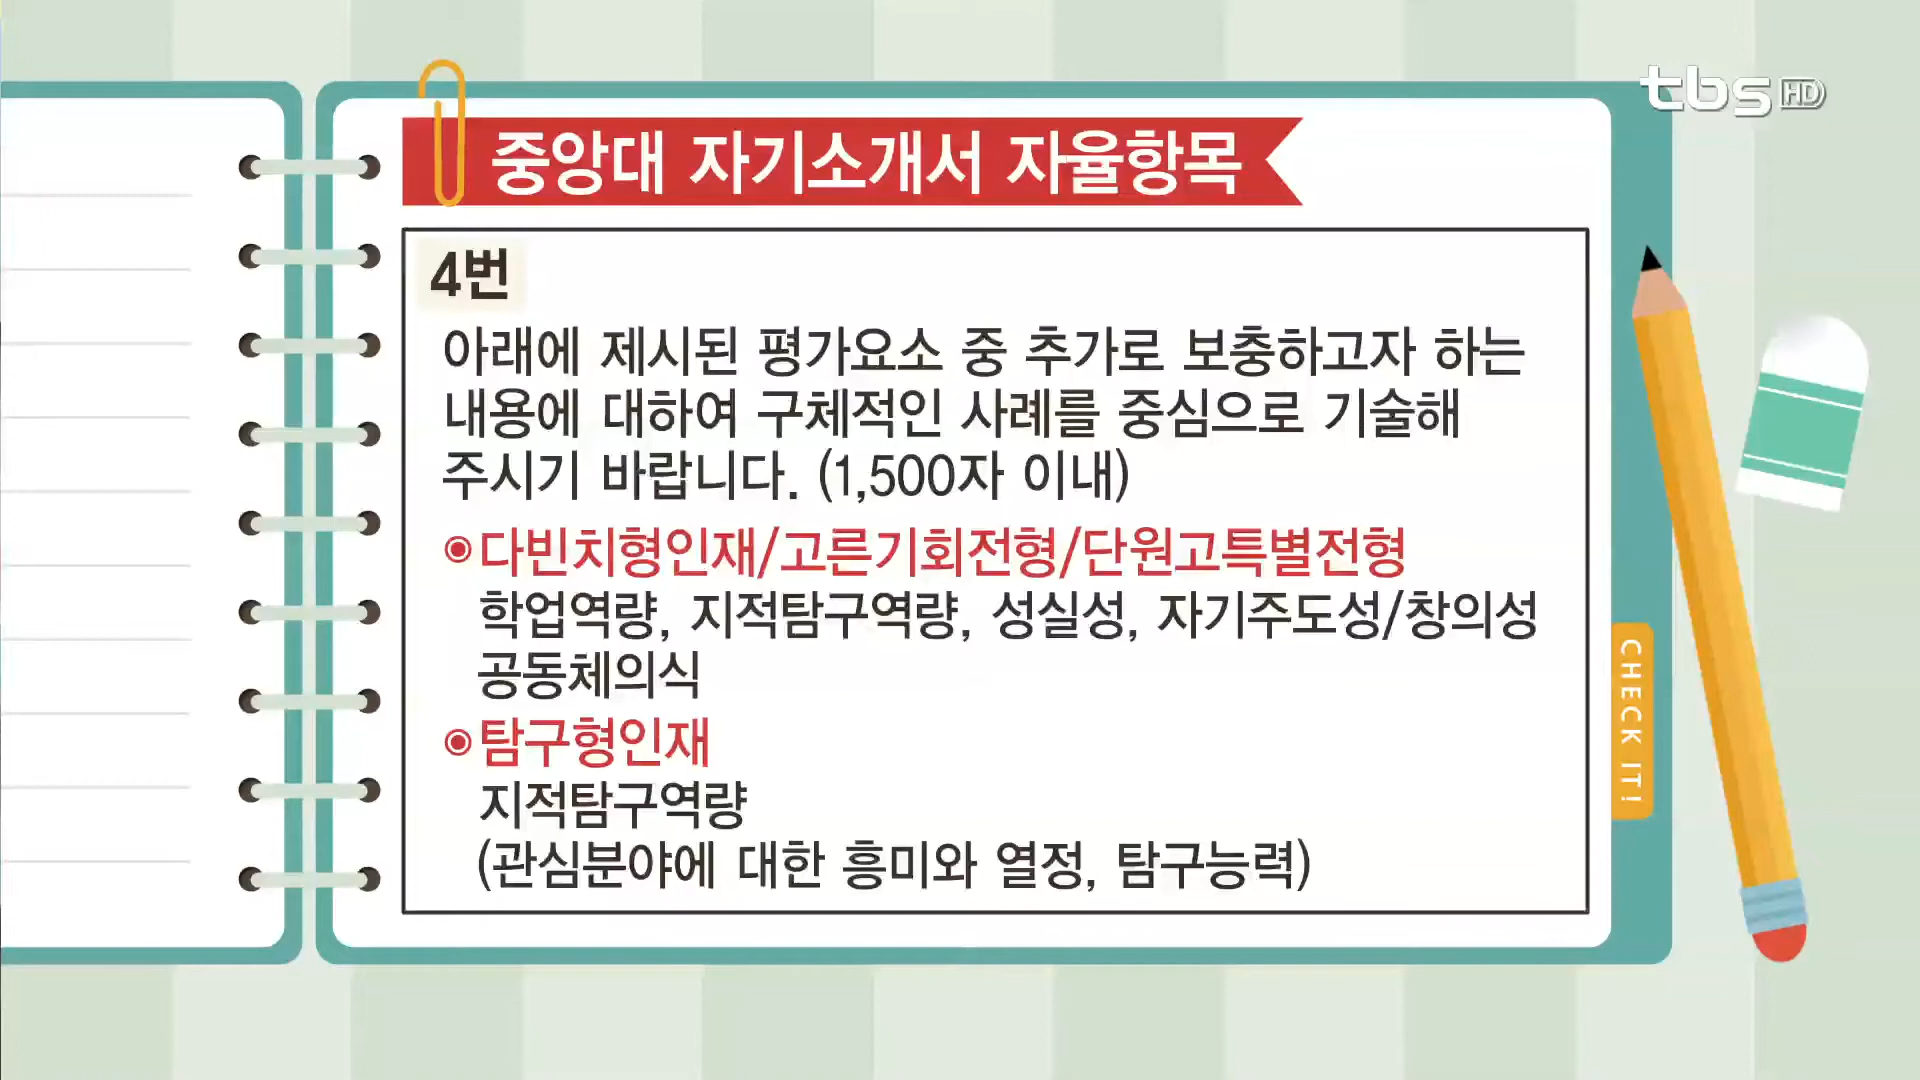 tbs HD
중앙대 자기소개서 자율항목
4번
아래에 제시된 평가요소 중 추가로 보충하고자 하는
내용에 대하여 구체적인 사례를 중심으로 기술해
주시기 바랍니다. (1,500자 이내)
◉다빈치형인재/고른기회전형/단원고특별전형
학업역량, 지적탐구역량, 성실성, 자기주도성/창의성
공동체의식
◉탐구형인재
지적탐구역량
(관심분야에 대한 흥미와 열정, 탐구능력)
CHECK IT!